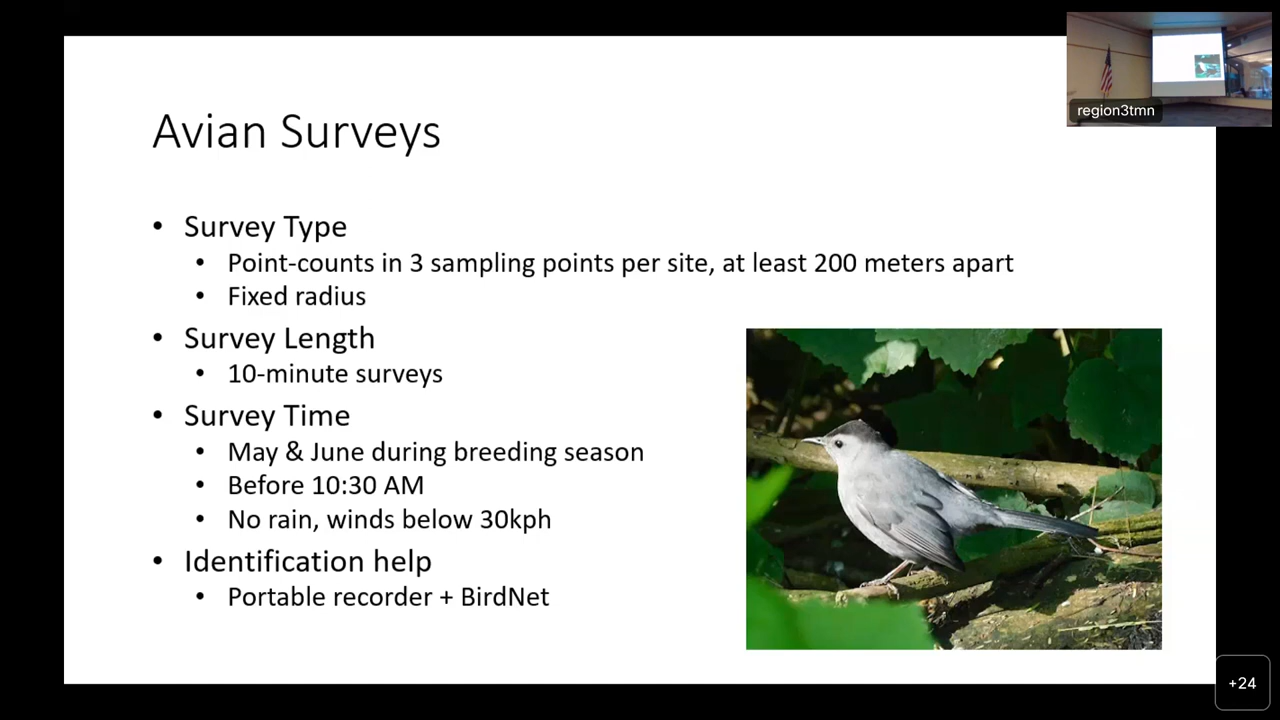 region3tmn
Avian Surveys
• Survey Type
• Point-counts in 3 sampling points per site, at least 200 meters apart
• Fixed radius
• Survey Length
• 10-minute surveys
• Survey Time
• May & June during breeding season
• Before 10:30 AM
• No rain, winds below 30kph
• Identification help
• Portable recorder + BirdNet
+24